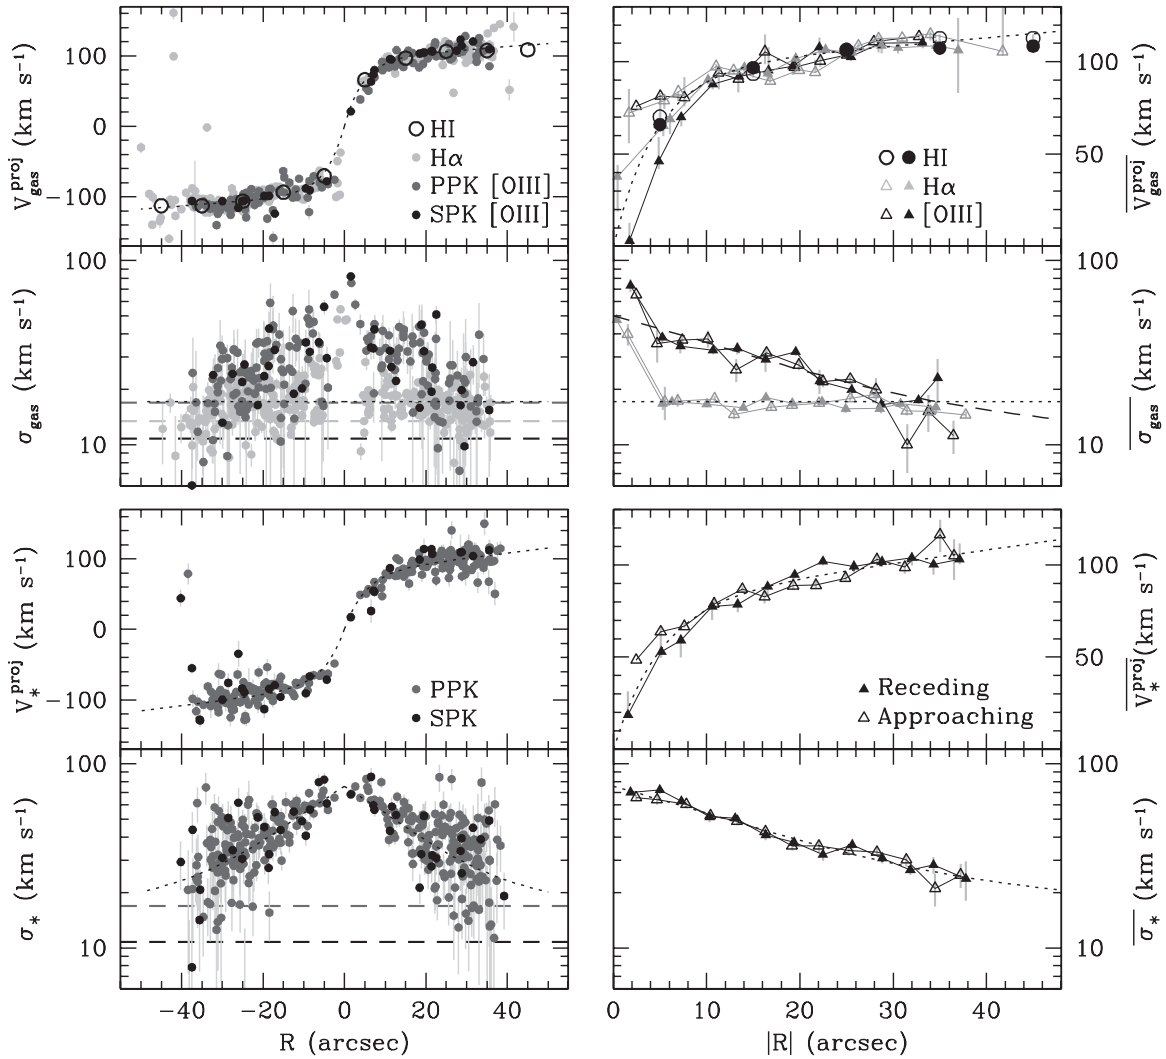 V_gas^proj (km s⁻¹)
100
0
−100
HI
Hα
PPK [OIII]
SPK [OIII]
HI
Hα
[OIII]
100
50
V_gas^proj (km s⁻¹)
σ_gas (km s⁻¹)
100
10
100
10
σ_gas (km s⁻¹)
V_*^proj (km s⁻¹)
100
0
−100
PPK
SPK
Receding
Approaching
100
50
V_*^proj (km s⁻¹)
σ_* (km s⁻¹)
100
10
100
10
σ_* (km s⁻¹)
−40 −20 0 20 40
0 10 20 30 40
R (arcsec)
|R| (arcsec)